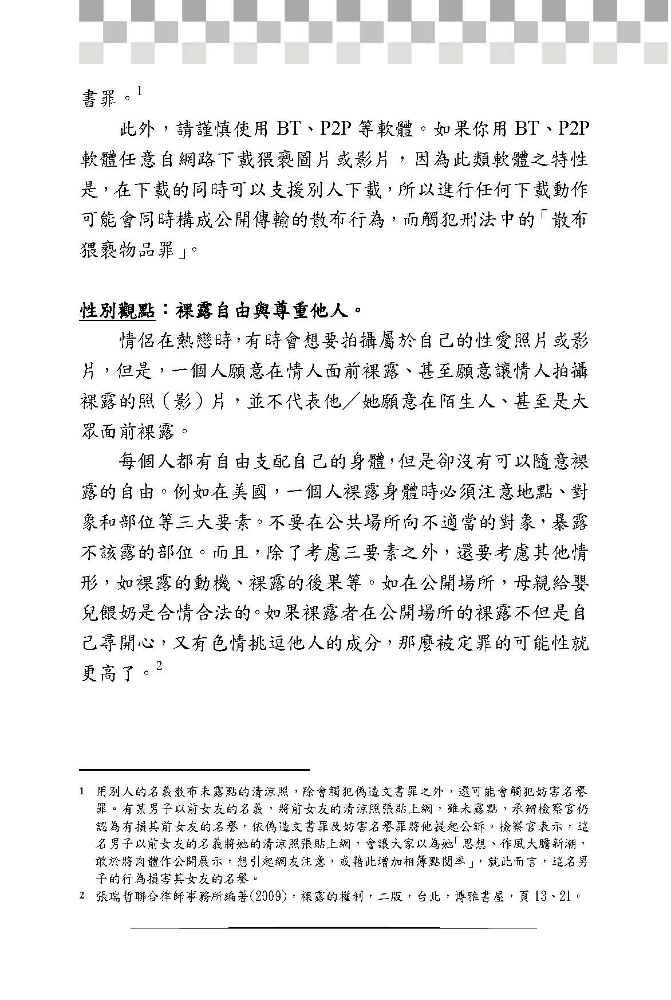 書罪。1
此外，請謹慎使用 BT、P2P 等軟體。如果你用 BT、P2P
軟體任意自網路下載猥褻圖片或影片，因為此類軟體之特性
是，在下載的同時可以支援別人下載，所以進行任何下載動作
可能會同時構成公開傳輸的散布行為，而觸犯刑法中的「散布
猥褻物品罪」。
性別觀點：裸露自由與尊重他人。
情侶在熱戀時，有時會想要拍攝屬於自己的性愛照片或影
片，但是，一個人願意在情人面前裸露、甚至願意讓情人拍攝
裸露的照（影）片，並不代表他／她願意在陌生人、甚至是大
眾面前裸露。
每個人都有自由支配自己的身體，但是卻沒有可以隨意裸
露的自由。例如在美國，一個人裸露身體時必須注意地點、對
象和部位等三大要素。不要在公共場所向不適當的對象，暴露
不該露的部位。而且，除了考慮三要素之外，還要考慮其他情
形，如裸露的動機、裸露的後果等。如在公開場所，母親給嬰
兒餵奶是合情合法的。如果裸露者在公開場所的裸露不但是自
己尋開心，又有色情挑逗他人的成分，那麼被定罪的可能性就
更高了。2
1 用別人的名義散布未露點的清涼照，除會觸犯偽造文書罪之外，還可能會觸犯妨害名譽
罪。有某男子以前女友的名義，將前女友的清涼照張貼上網，雖未露點，承辦檢察官仍
認為有損其前女友的名譽，依偽造文書罪及妨害名譽罪將他提起公訴。檢察官表示，這
名男子以前女友的名義將她的清涼照張貼上網，會讓大家以為她「思想、作風大膽新潮，
敢於將肉體作公開展示，想引起網友注意，或藉此增加相簿點閱率」，就此而言，這名男
子的行為損害其女友的名譽。
2 張瑞哲聯合律師事務所編著(2009)，裸露的權利，二版，台北，博雅書屋，頁 13、21。